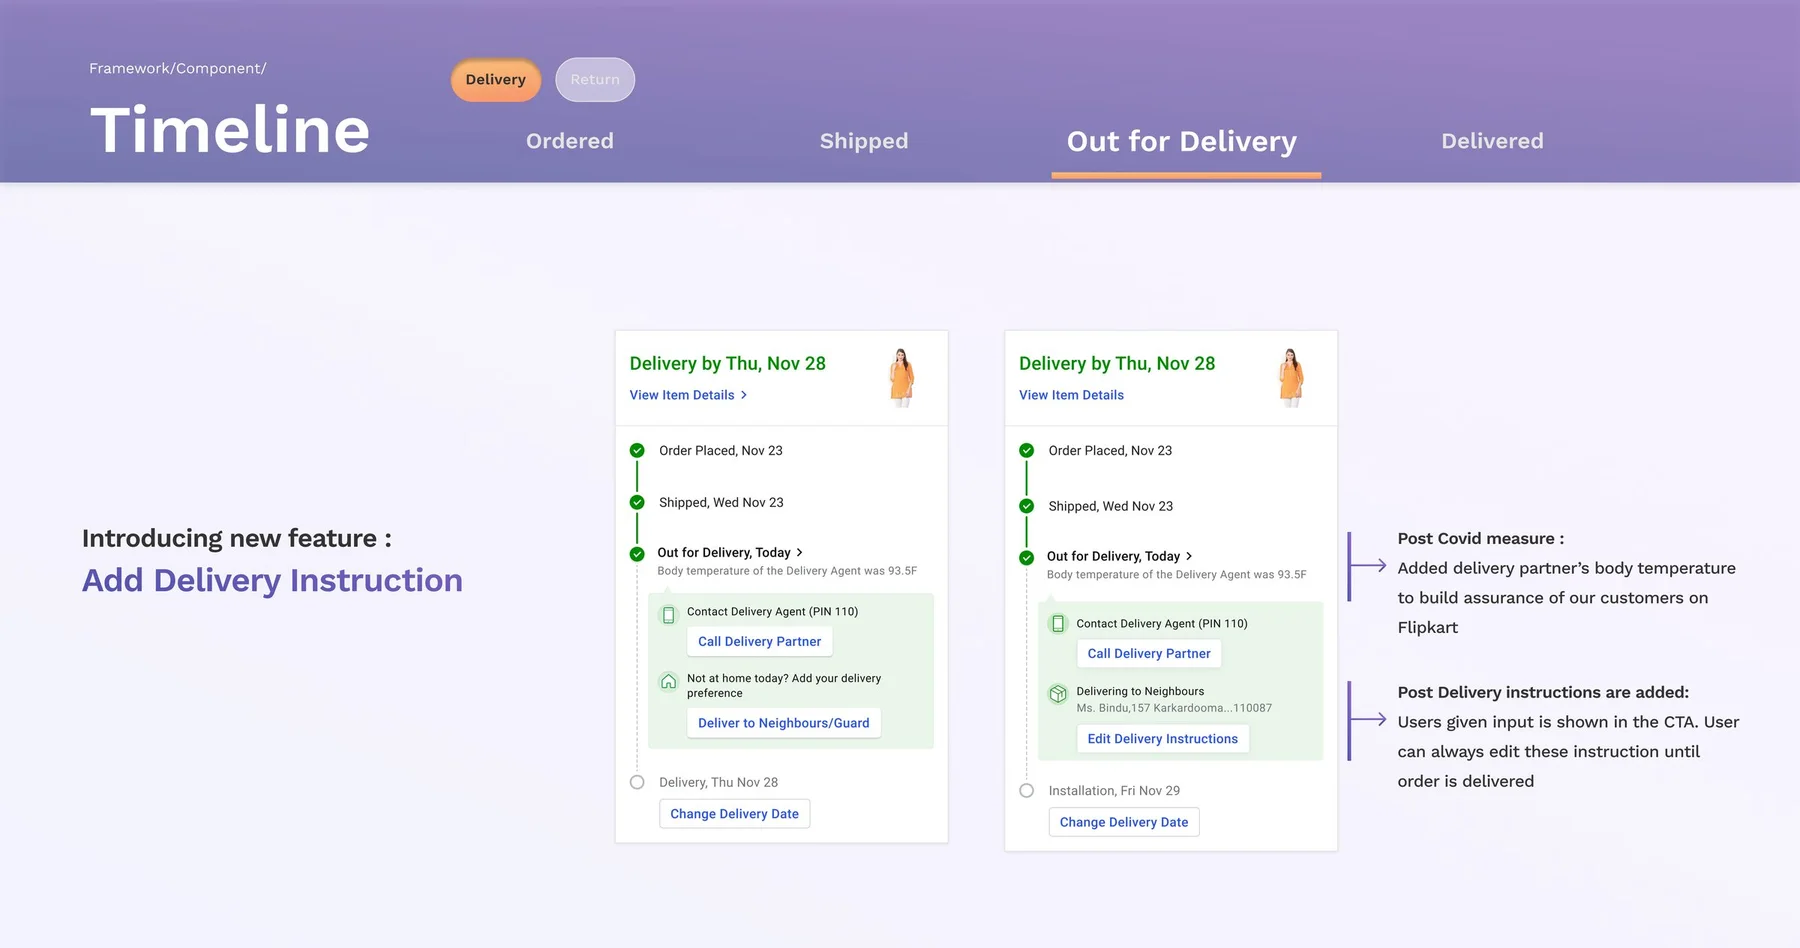 Framework/Component/
Timeline
Delivery
Return
Ordered
Shipped
Out for Delivery
Delivered
Introducing new feature :
Add Delivery Instruction
Delivery by Thu, Nov 28
View Item Details
Order Placed, Nov 23
Shipped, Wed Nov 23
Out for Delivery, Today
Body temperature of the Delivery Agent was 93.5F
Contact Delivery Agent (PIN 110)
Call Delivery Partner
Not at home today? Add your delivery
preference
Deliver to Neighbours/Guard
Delivery, Thu Nov 28
Change Delivery Date
Delivery by Thu, Nov 28
View Item Details
Order Placed, Nov 23
Shipped, Wed Nov 23
Out for Delivery, Today
Body temperature of the Delivery Agent was 93.5F
Contact Delivery Agent (PIN 110)
Call Delivery Partner
Delivering to Neighbours
Ms. Bindu,157 Karkardooma...110087
Edit Delivery Instructions
Installation, Fri Nov 29
Change Delivery Date
Post Covid measure :
Added delivery partner’s body temperature
to build assurance of our customers on
Flipkart
Post Delivery instructions are added:
Users given input is shown in the CTA. User
can always edit these instruction until
order is delivered